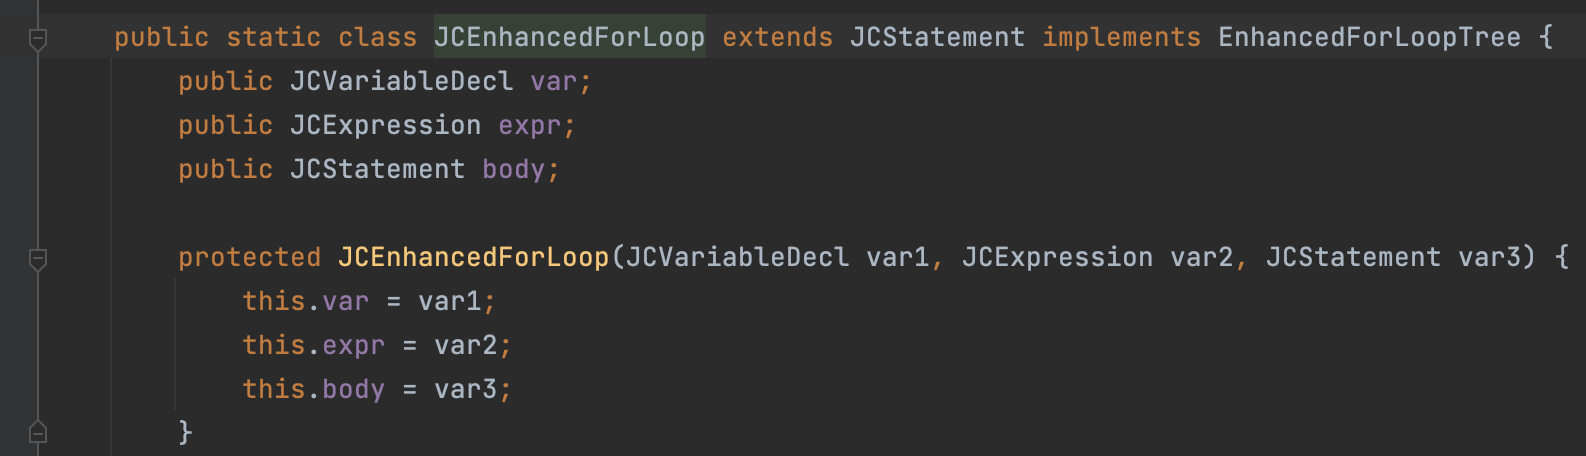 public static class JCEnhancedForLoop extends JCStatement implements EnhancedForLoopTree {
public JCVariableDecl var;
public JCExpression expr;
public JCStatement body;
protected JCEnhancedForLoop(JCVariableDecl var1, JCExpression var2, JCStatement var3) {
this.var = var1;
this.expr = var2;
this.body = var3;
}